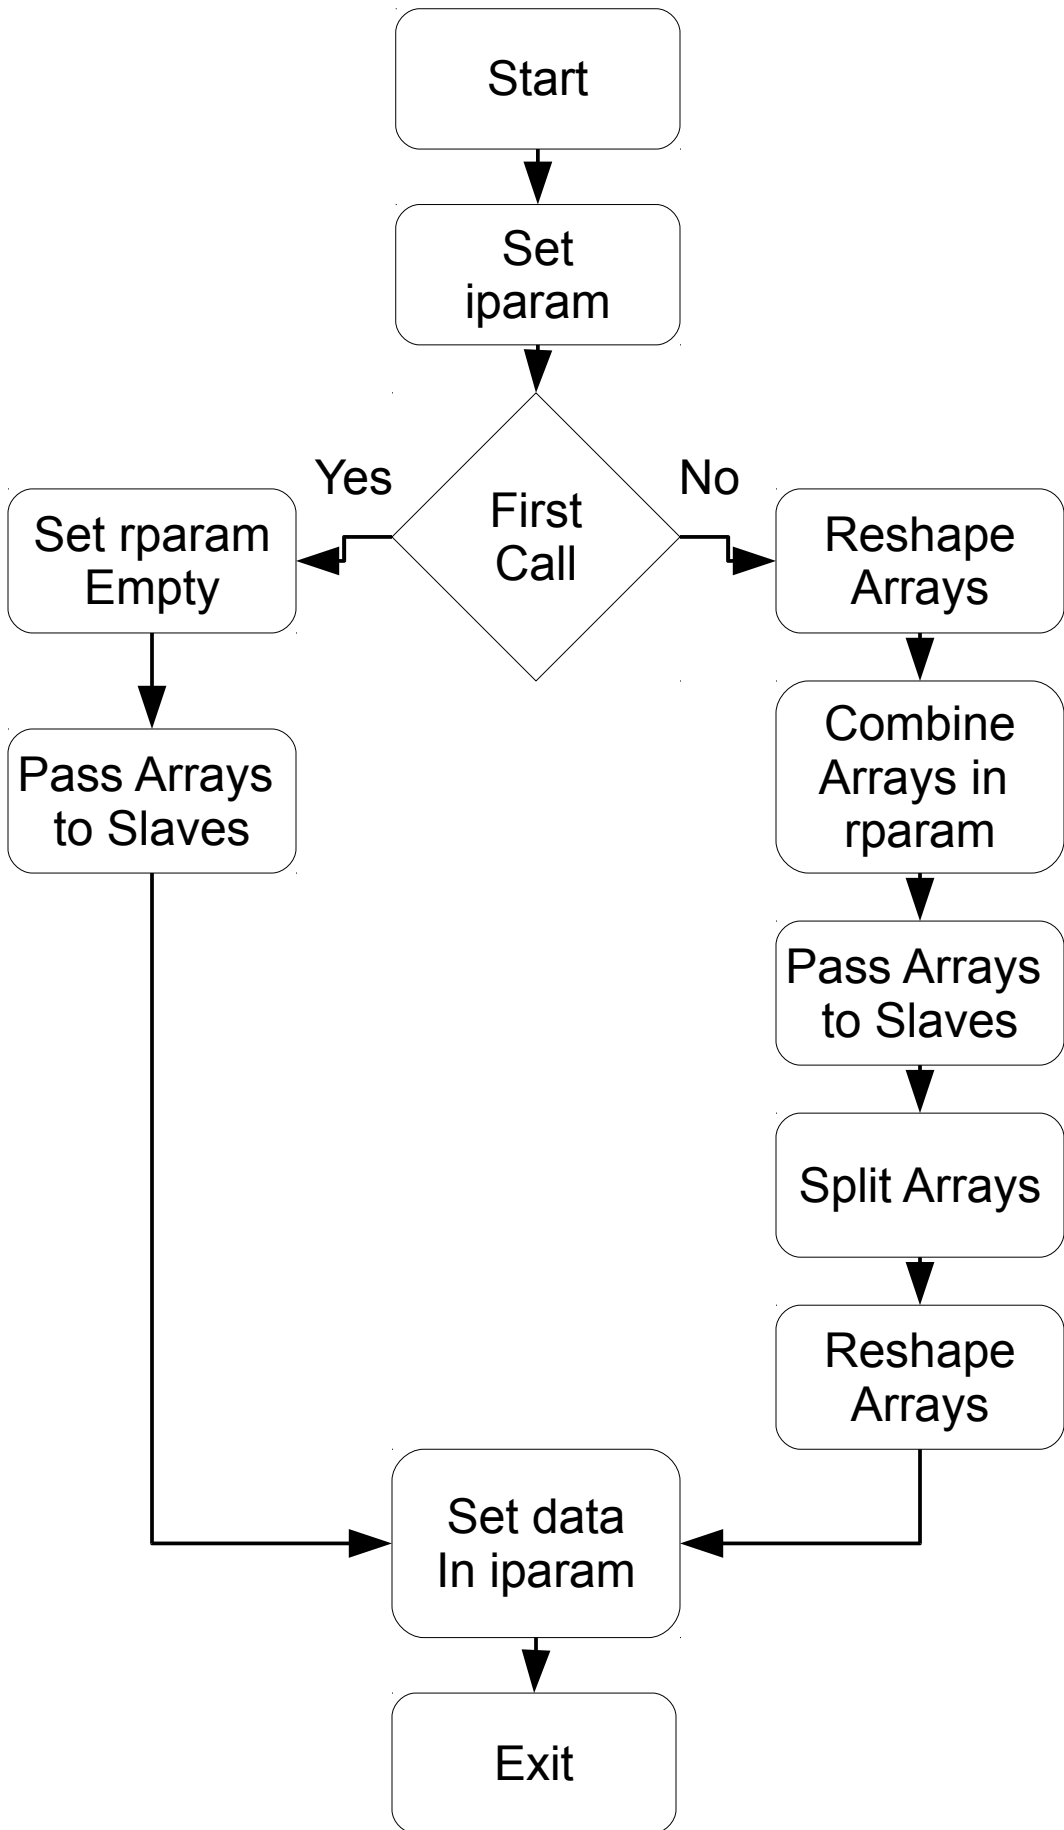 Start
Set
iparam
Yes
No
First
Call
Set rparam
Empty
Reshape
Arrays
Pass Arrays
to Slaves
Combine
Arrays in
rparam
Pass Arrays
to Slaves
Split Arrays
Reshape
Arrays
Set data
In iparam
Exit